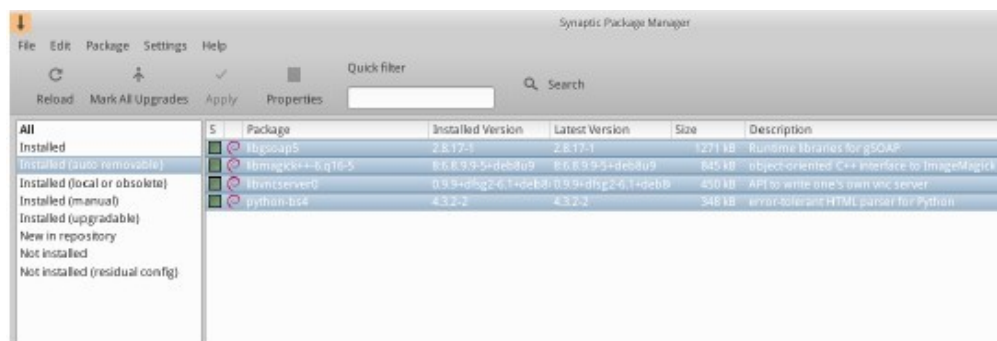 Synaptic Package Manager
File Edit Package Settings Help
Quick filter
Search
Reload Mark All Upgrades Apply Properties
All
Installed
Installed (auto removable)
Installed (local or obsolete)
Installed (manual)
Installed (upgradable)
New in repository
Not installed
Not installed (residual config)
S Package Installed Version Latest Version Size Description
libgsoap5 2.8.17-1 2.8.17-1 1271 kB Runtime libraries for gSOAP
libmagick++-6.q16-5 8:6.8.9.9-5+deb8u9 8:6.8.9.9-5+deb8u9 845 kB object-oriented C++ interface to ImageMagick
libvncserver0 0.9.9+dfsg2-6.1+deb8 0.9.9+dfsg2-6.1+deb8 450 kB API to write one's own vnc server
python-bs4 4.3.2-2 4.3.2-2 348 kB error-tolerant HTML parser for Python